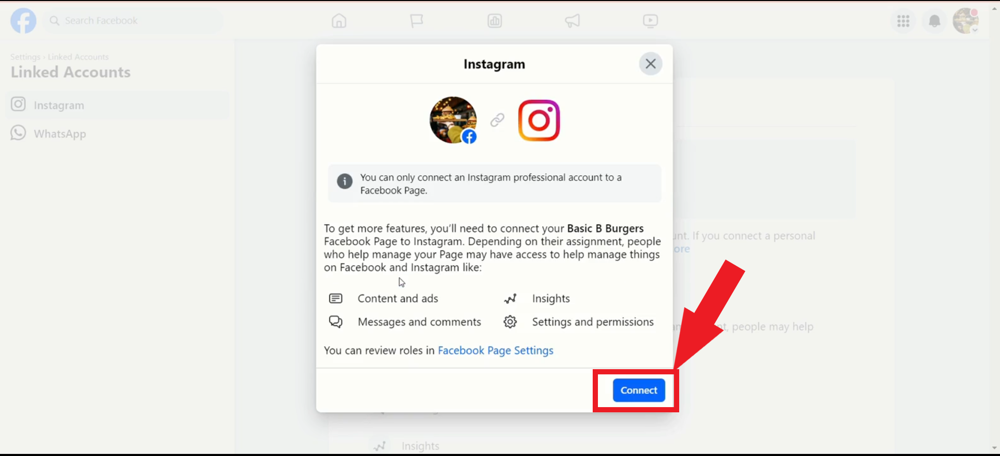 Search Facebook
Settings › Linked Accounts
Linked Accounts
Instagram
WhatsApp
Instagram
You can only connect an Instagram professional account to a
Facebook Page.
To get more features, you'll need to connect your Basic B Burgers
Facebook Page to Instagram. Depending on their assignment, people
who help manage your Page may have access to help manage things
on Facebook and Instagram like:
Content and ads
Insights
Messages and comments
Settings and permissions
You can review roles in Facebook Page Settings
Connect
If you connect a personal
people may help
Insights